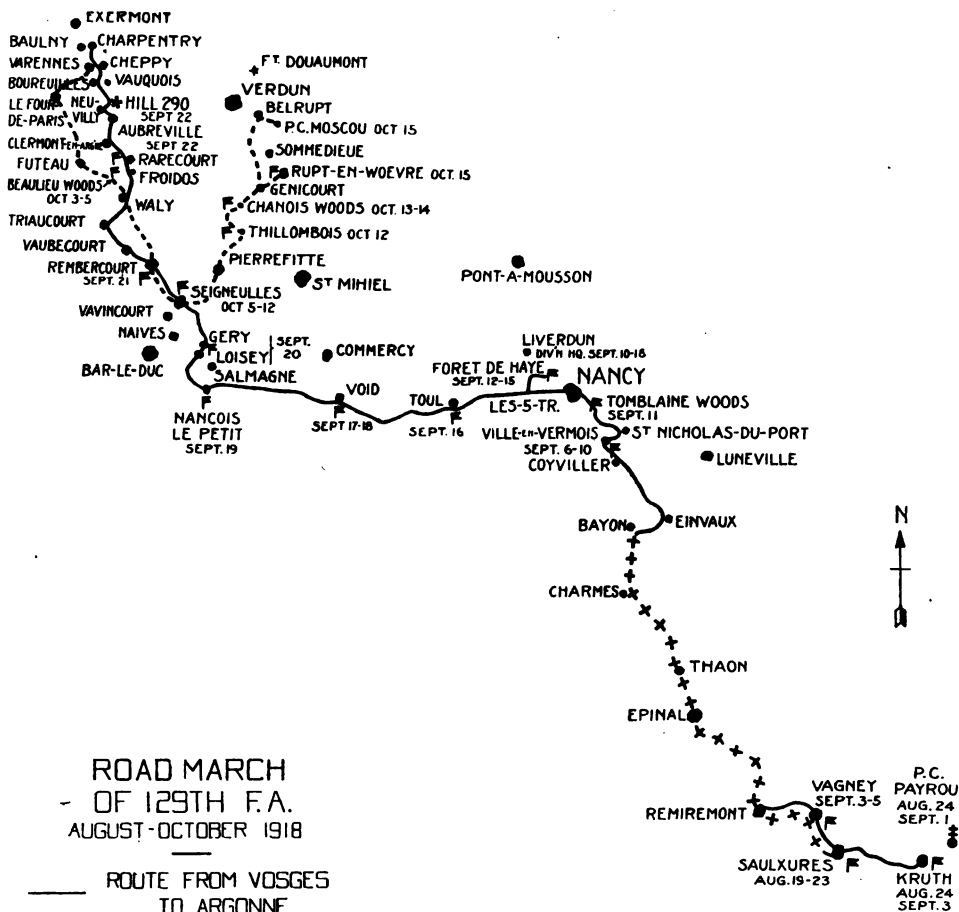 EXERMONT
BAULNY
CHARPENTRY
VARENNES
CHEPPY
BOUREUILLES
VAUQUOIS
LE FOUR-
DE-PARIS
NEU-
VILLY
HILL 290
SEPT 22
AUBREVILLE
SEPT 22
CLERMONT-EN-ARGNE
FUTEAU
RARECOURT
FROIDOS
BEAULIEU WOODS
OCT 3-5
WALY
TRIAUCOURT
VAUBECOURT
REMBERCOURT
SEPT. 21
FT. DOUAUMONT
VERDUN
BELRUPT
P.C. MOSCOU OCT 15
SOMMEDIEUE
RUPT-EN-WOEVRE OCT. 15
GENICOURT
CHANOIS WOODS OCT. 13-14
THILLOMBOIS OCT 12
PIERREFITTE
ST MIHIEL
PONT-A-MOUSSON
SEIGNEULLES
OCT 5-12
VAVINCOURT
NAIVES
BAR-LE-DUC
GERY
LOISEY
SEPT.
20
SALMAGNE
COMMERCY
NANCOIS
LE PETIT
SEPT. 19
VOID
SEPT 17-18
TOUL
SEPT. 16
LIVERDUN
DIV'N HQ. SEPT. 10-16
FORET DE HAYE
SEPT. 12-15
NANCY
LES-5-TR.
TOMBLAINE WOODS
SEPT. 11
VILLE-EN-VERMOIS
SEPT. 6-10
ST NICHOLAS-DU-PORT
COYVILLER
LUNEVILLE
BAYON
EINVAUX
N
CHARMES
THAON
EPINAL
REMIREMONT
VAGNEY
SEPT. 3-5
P.C.
PAYROU
AUG. 24
SEPT. 1
SAULXURES
AUG. 19-23
KRUTH
AUG. 24
SEPT. 3
ROAD MARCH
OF 129TH F.A.
AUGUST-OCTOBER 1918
ROUTE FROM VOSGES
TO ARGONNE